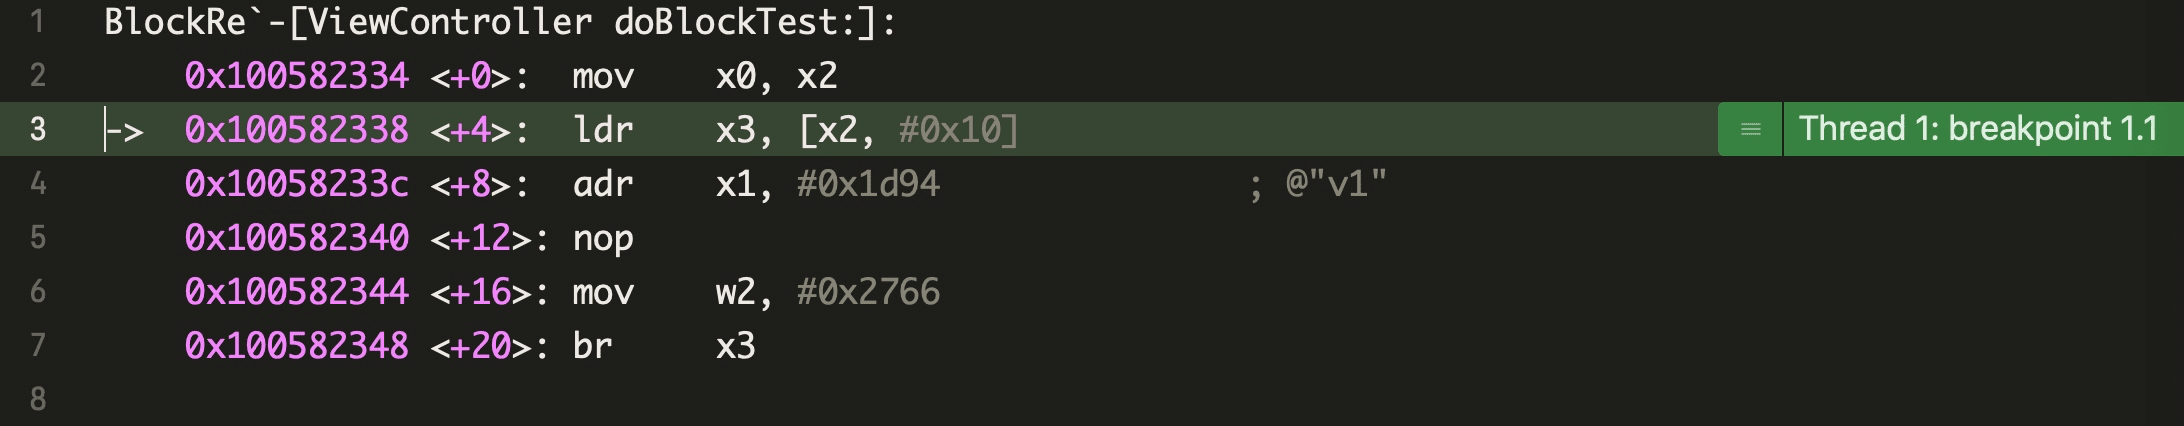 1 BlockRe`-[ViewController doBlockTest:]:
2 0x100582334 <+0>: mov x0, x2
3 -> 0x100582338 <+4>: ldr x3, [x2, #0x10] Thread 1: breakpoint 1.1
4 0x10058233c <+8>: adr x1, #0x1d94 ; @"v1"
5 0x100582340 <+12>: nop
6 0x100582344 <+16>: mov w2, #0x2766
7 0x100582348 <+20>: br x3
8